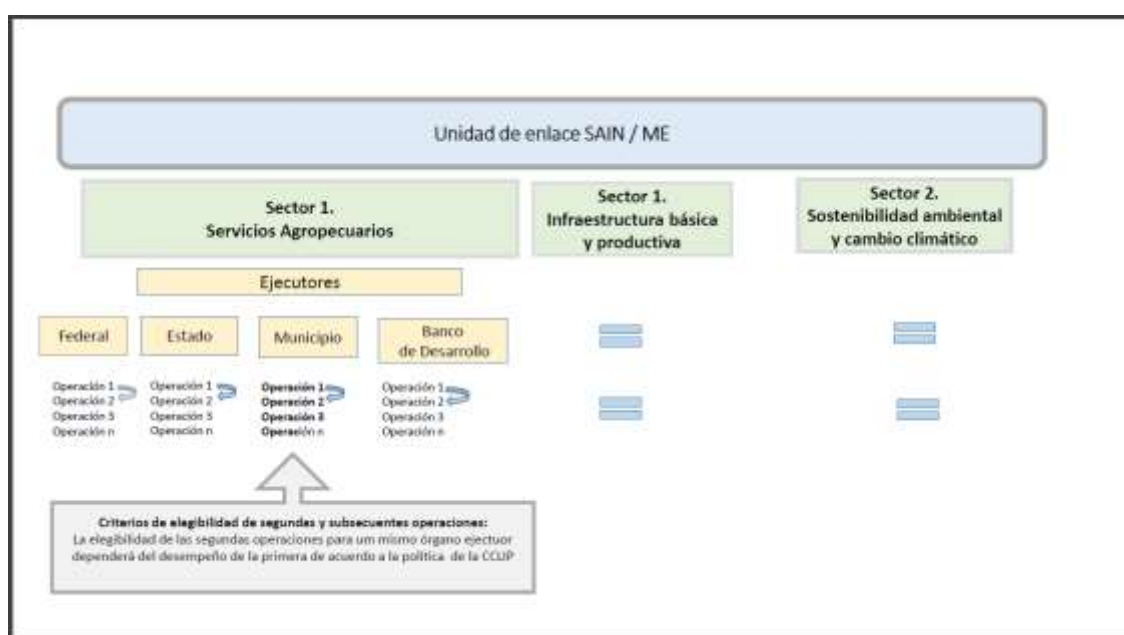 Unidad de enlace SAIN / ME
Sector 1.
Servicios Agropecuarios
Sector 1.
Infraestructura básica
y productiva
Sector 2.
Sostenibilidad ambiental
y cambio climático
Ejecutores
Federal
Estado
Municipio
Banco
de Desarrollo
Operación 1
Operación 2
Operación 3
Operación n
Operación 1
Operación 2
Operación 3
Operación n
Operación 1
Operación 2
Operación 3
Operación n
Operación 1
Operación 2
Operación 3
Operación n
Criterios de elegibilidad de segundas y subsecuentes operaciones:
La elegibilidad de las segundas operaciones para um mismo órgano ejectuor
dependerá del desempeño de la primera de acuerdo a la política de la CCLIP